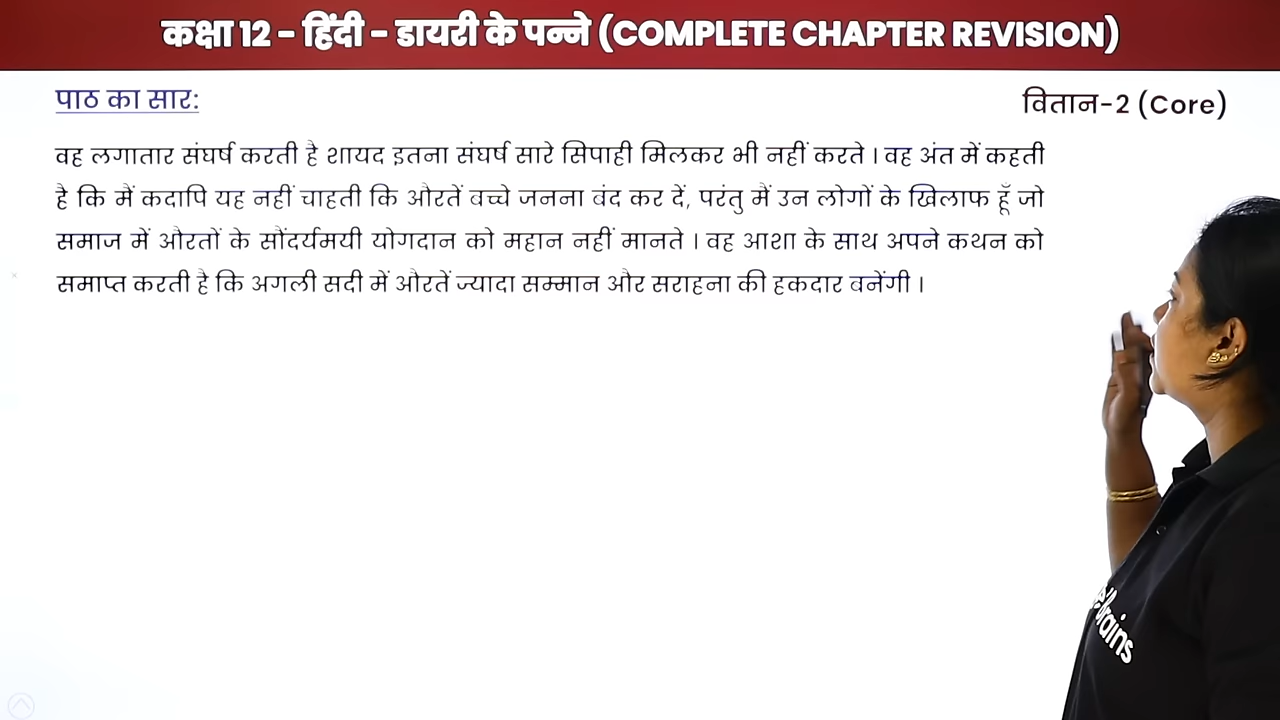 कक्षा 12 - हिंदी - डायरी के पन्ने (COMPLETE CHAPTER REVISION)
पाठ का सार:
वितान-2 (Core)
वह लगातार संघर्ष करती है शायद इतना संघर्ष सारे सिपाही मिलकर भी नहीं करते । वह अंत में कहती
है कि मैं कदापि यह नहीं चाहती कि औरतें बच्चे जनना बंद कर दें, परंतु मैं उन लोगों के खिलाफ हूँ जो
समाज में औरतों के सौंदर्यमयी योगदान को महान नहीं मानते । वह आशा के साथ अपने कथन को
समाप्त करती है कि अगली सदी में औरतें ज्यादा सम्मान और सराहना की हकदार बनेंगी ।